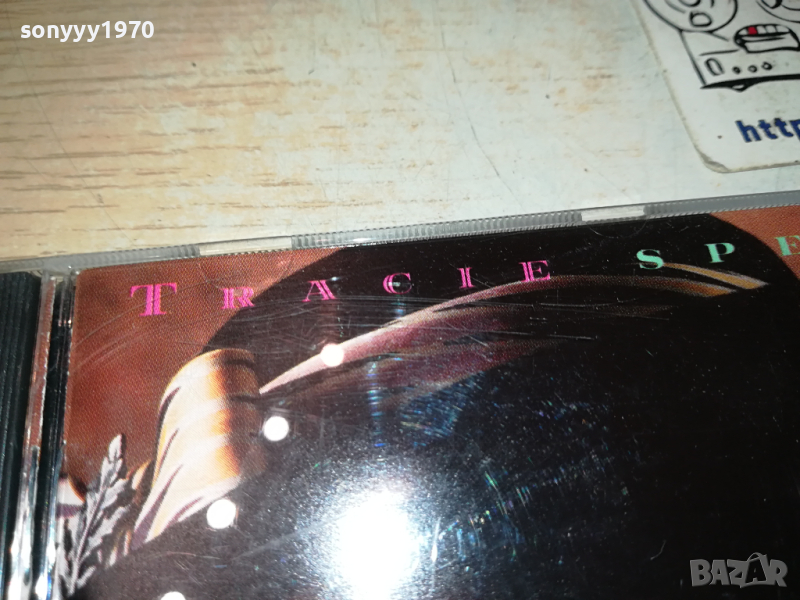 sonyyy1970
http
TRACIE SPE
BAZAR